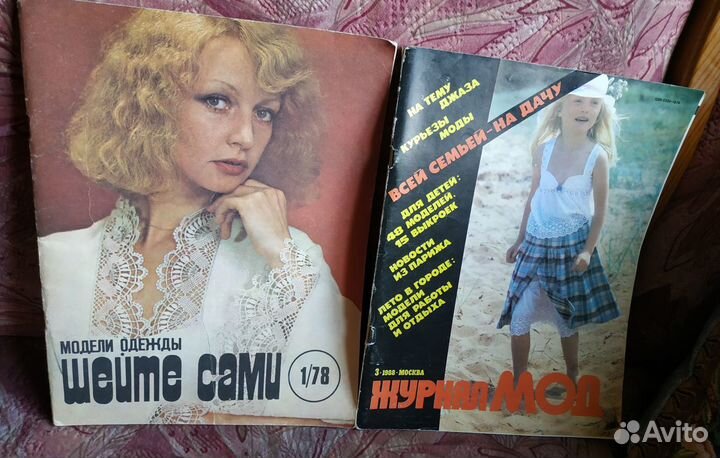 МОДЕЛИ ОДЕЖДЫ
ШЕЙТЕ САМИ
1/78
НА ТЕМУ
ДЖАЗА
КУРЬЕЗЫ
МОДЫ
ВСЕЙ СЕМЬЕЙ-НА ДАЧУ
ДЛЯ ДЕТЕЙ:
48 МОДЕЛЕЙ.
15 ВЫКРОЕК
НОВОСТИ
ИЗ ПАРИЖА
ЛЕТО В ГОРОДЕ:
МОДЕЛИ
ДЛЯ РАБОТЫ
И ОТДЫХА
3·1988·МОСКВА
ЖУРНАЛ МОД
Avito